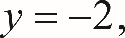 y = −2,